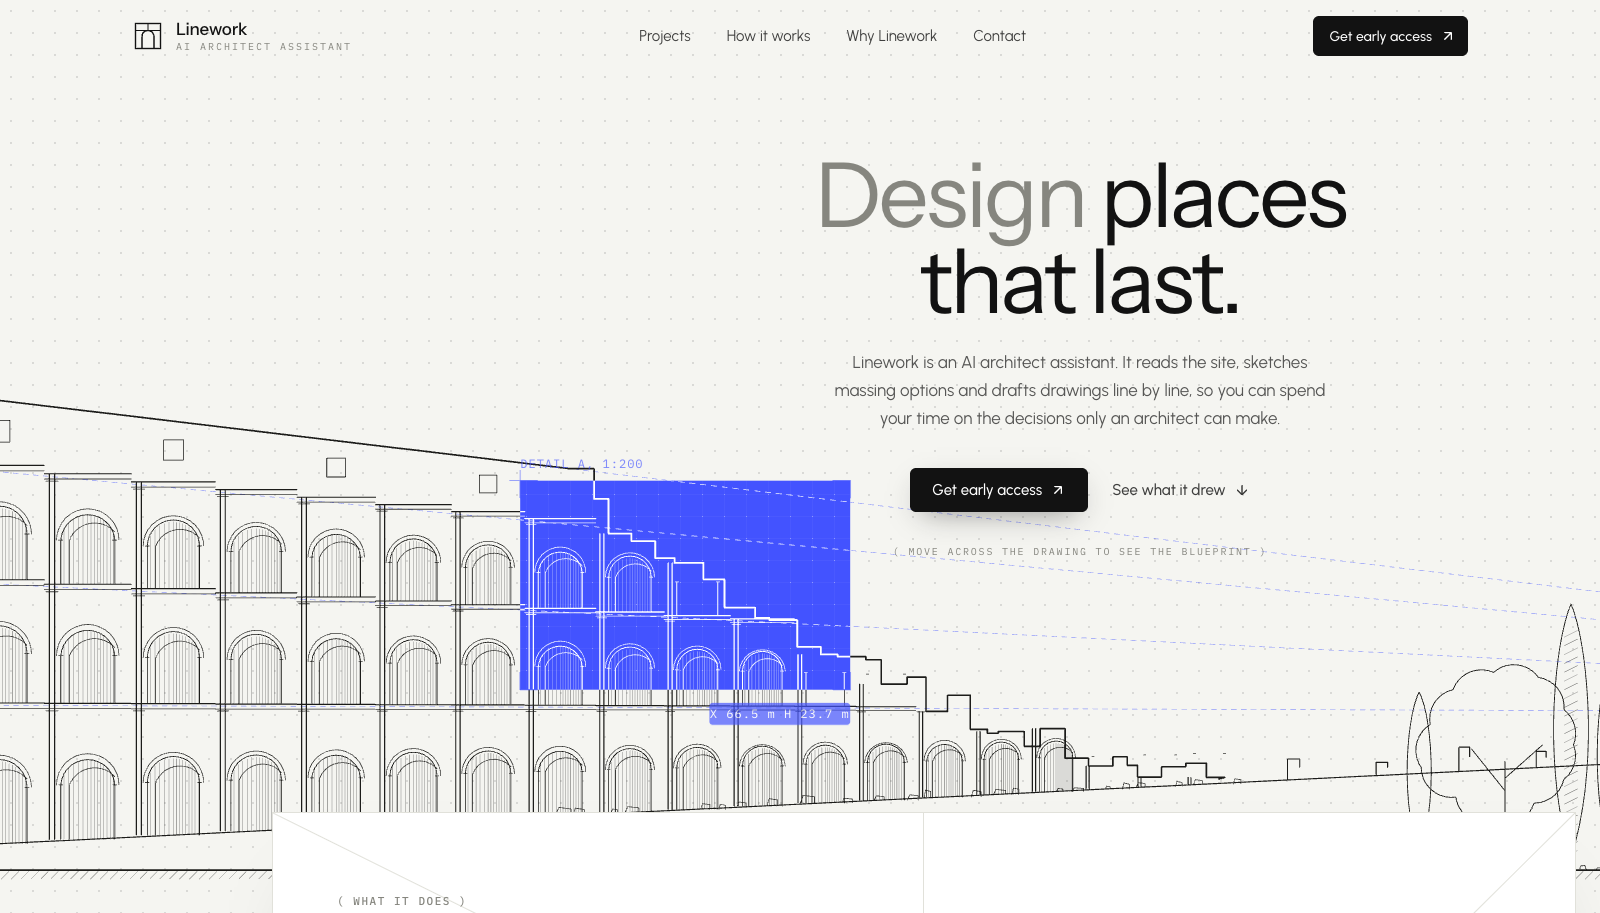 Linework
AI ARCHITECT ASSISTANT
Projects
How it works
Why Linework
Contact
Get early access
Design places
that last.
Linework is an AI architect assistant. It reads the site, sketches
massing options and drafts drawings line by line, so you can spend
your time on the decisions only an architect can make.
DETAIL A. 1:200
Get early access
See what it drew
( MOVE ACROSS THE DRAWING TO SEE THE BLUEPRINT )
X 66.5 m H 23.7 m
( WHAT IT DOES )